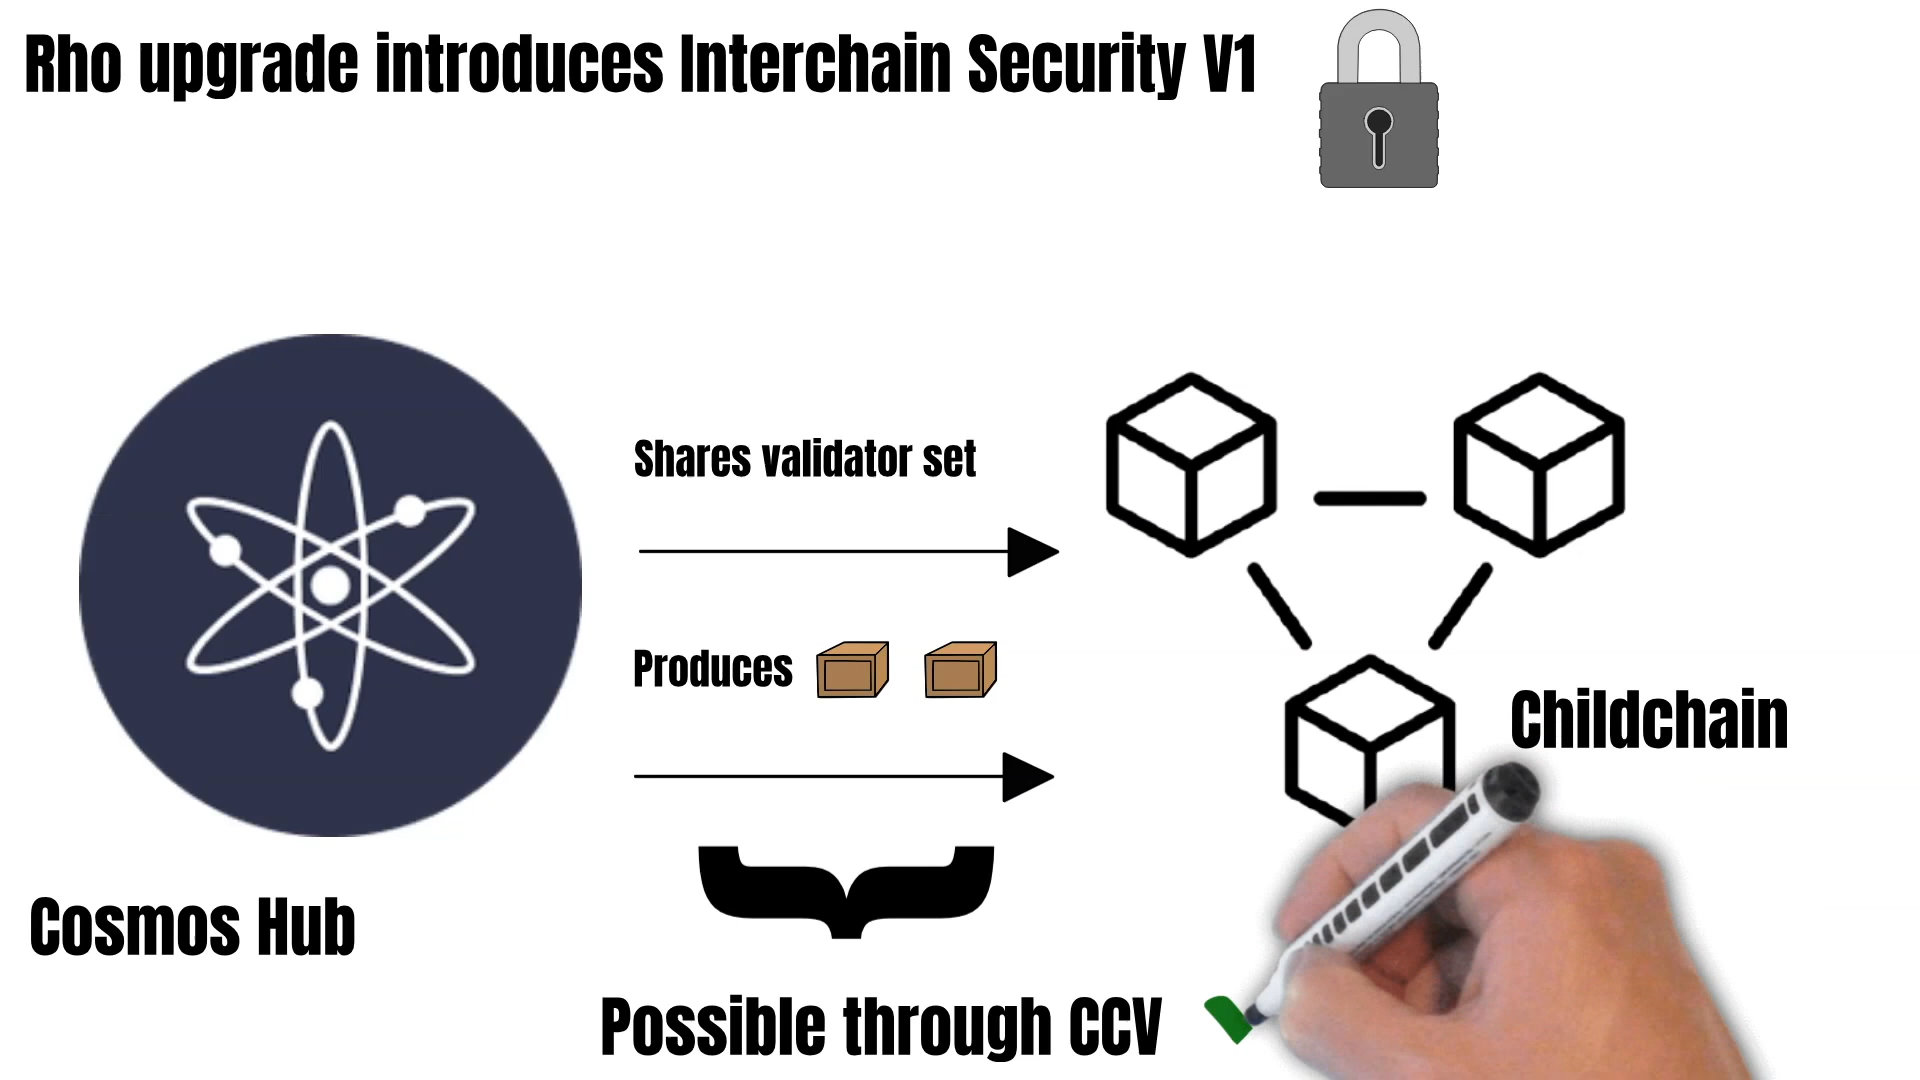 Rho upgrade introduces Interchain Security V1
Shares validator set
Produces
Childchain
Cosmos Hub
Possible through CCV